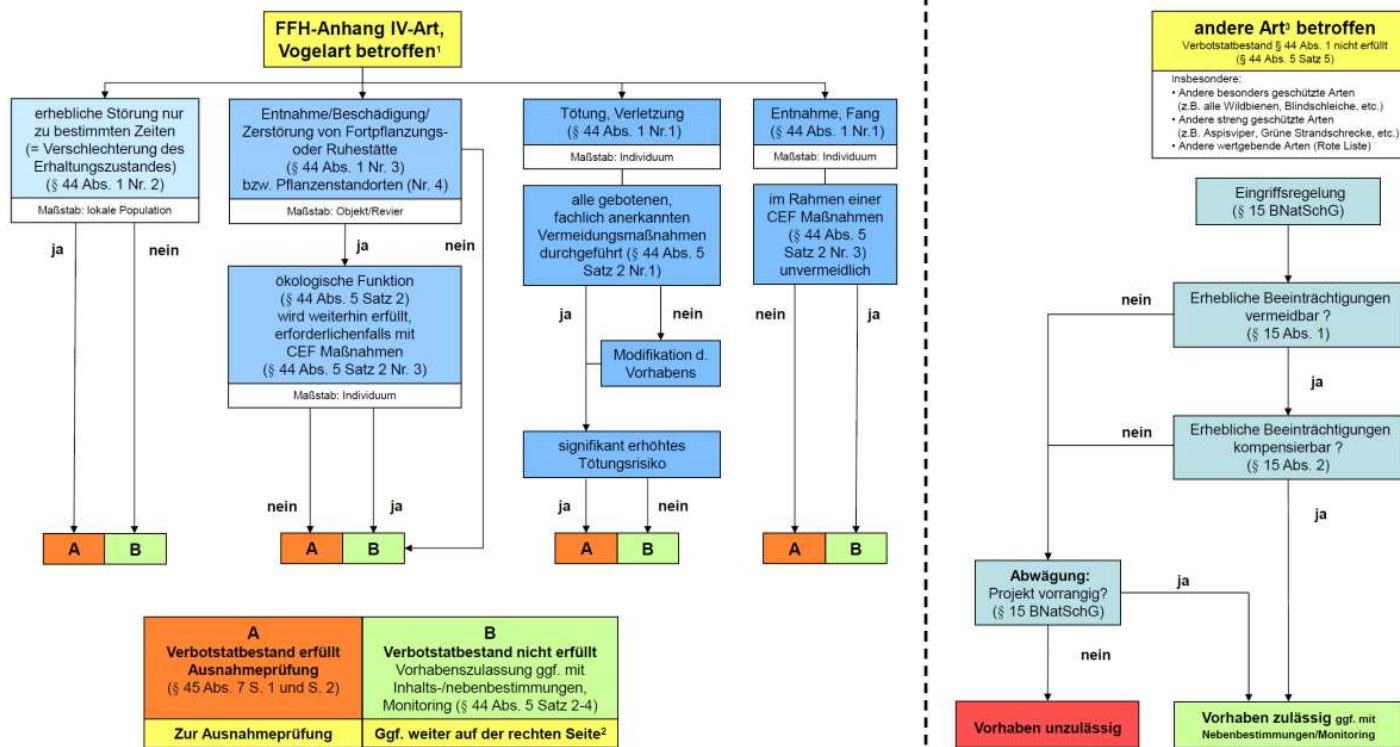 FFH-Anhang IV-Art,
Vogelart betroffen¹
erhebliche Störung nur
zu bestimmten Zeiten
(= Verschlechterung des
Erhaltungszustandes)
(§ 44 Abs. 1 Nr. 2)
Maßstab: lokale Population
ja
nein
A
B
Entnahme/Beschädigung/
Zerstörung von Fortpflanzungs-
oder Ruhestätte
(§ 44 Abs. 1 Nr. 3)
bzw. Pflanzenstandorten (Nr. 4)
Maßstab: Objekt/Revier
ja
nein
ökologische Funktion
(§ 44 Abs. 5 Satz 2)
wird weiterhin erfüllt,
erforderlichenfalls mit
CEF Maßnahmen
(§ 44 Abs. 5 Satz 2 Nr. 3)
Maßstab: Individuum
nein
ja
A
B
Tötung, Verletzung
(§ 44 Abs. 1 Nr.1)
Maßstab: Individuum
alle gebotenen,
fachlich anerkannten
Vermeidungsmaßnahmen
durchgeführt (§ 44 Abs. 5
Satz 2 Nr.1)
ja
nein
Modifikation d.
Vorhabens
signifikant erhöhtes
Tötungsrisiko
ja
nein
A
B
Entnahme, Fang
(§ 44 Abs. 1 Nr.1)
Maßstab: Individuum
im Rahmen einer
CEF Maßnahmen
(§ 44 Abs. 5
Satz 2 Nr. 3)
unvermeidlich
nein
ja
A
B
A
Verbotstatbestand erfüllt
Ausnahmeprüfung
(§ 45 Abs. 7 S. 1 und S. 2)
Zur Ausnahmeprüfung
B
Verbotstatbestand nicht erfüllt
Vorhabenszulassung ggf. mit
Inhalts-/nebenbestimmungen,
Monitoring (§ 44 Abs. 5 Satz 2-4)
Ggf. weiter auf der rechten Seite²
andere Art³ betroffen
Verbotstatbestand § 44 Abs. 1 nicht erfüllt
(§ 44 Abs. 5 Satz 5)
Insbesondere:
• Andere besonders geschützte Arten
(z.B. alle Wildbienen, Blindschleiche, etc.)
• Andere streng geschützte Arten
(z.B. Aspisviper, Grüne Strandschrecke, etc.)
• Andere wertgebende Arten (Rote Liste)
Eingriffsregelung
(§ 15 BNatSchG)
Erhebliche Beeinträchtigungen
vermeidbar ?
(§ 15 Abs. 1)
nein
ja
Erhebliche Beeinträchtigungen
kompensierbar ?
(§ 15 Abs. 2)
nein
ja
Abwägung:
Projekt vorrangig?
(§ 15 BNatSchG)
ja
nein
Vorhaben unzulässig
Vorhaben zulässig ggf. mit
Nebenbestimmungen/Monitoring